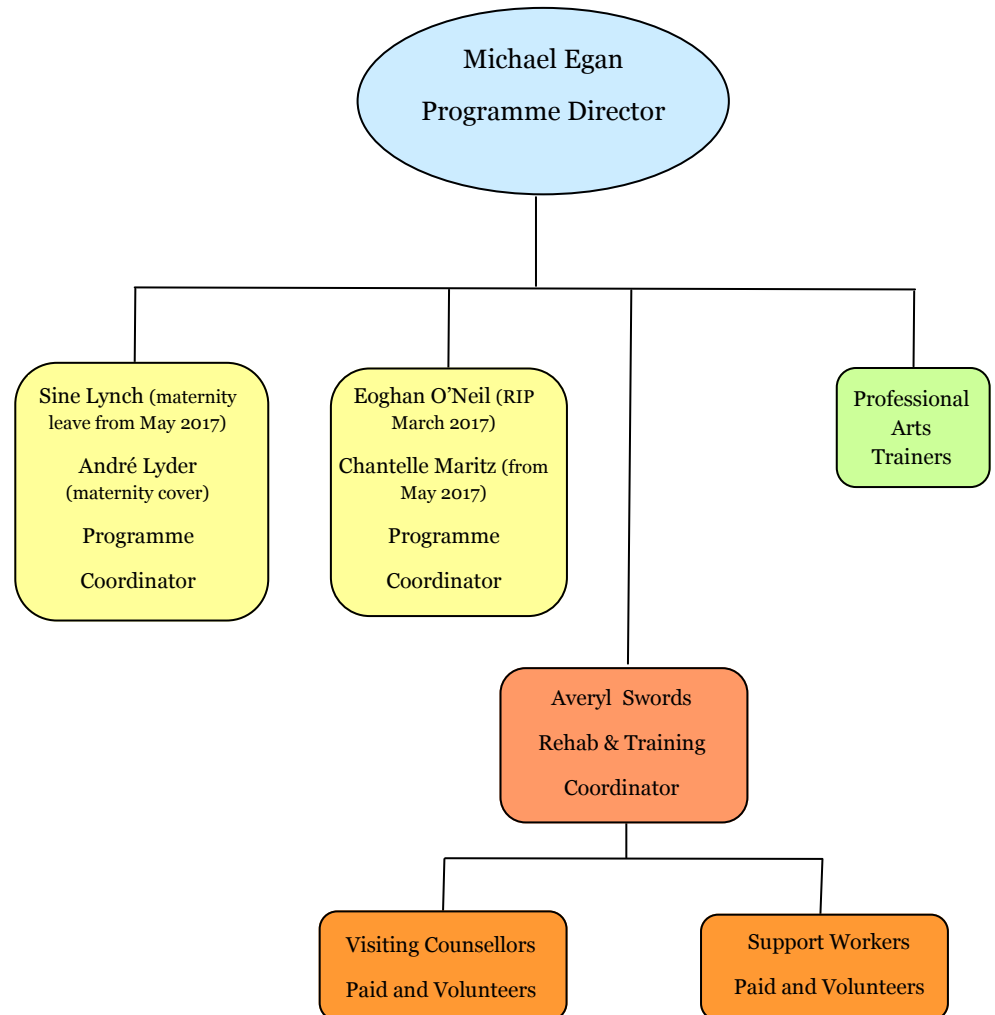 Michael Egan
Programme Director
Sine Lynch (maternity
leave from May 2017)
André Lyder
(maternity cover)
Programme
Coordinator
Eoghan O’Neil (RIP
March 2017)
Chantelle Maritz (from
May 2017)
Programme
Coordinator
Professional
Arts
Trainers
Averyl Swords
Rehab & Training
Coordinator
Visiting Counsellors
Paid and Volunteers
Support Workers
Paid and Volunteers